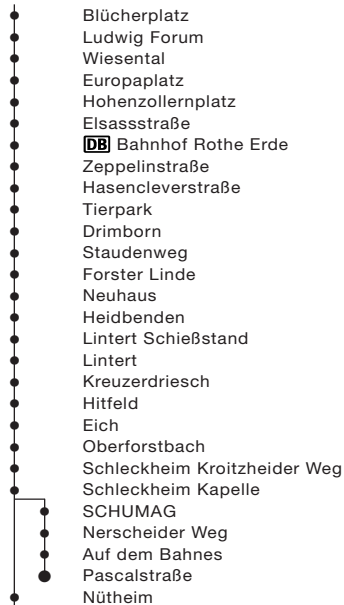 Blücherplatz
Ludwig Forum
Wiesental
Europaplatz
Hohenzollernplatz
Elsassstraße
DB Bahnhof Rothe Erde
Zeppelinstraße
Hasencleverstraße
Tierpark
Drimborn
Staudenweg
Forster Linde
Neuhaus
Heidbenden
Lintert Schießstand
Lintert
Kreuzerdriesch
Hitfeld
Eich
Oberforstbach
Schleckheim Kroitzheider Weg
Schleckheim Kapelle
SCHUMAG
Nerscheider Weg
Auf dem Bahnes
Pascalstraße
Nütheim